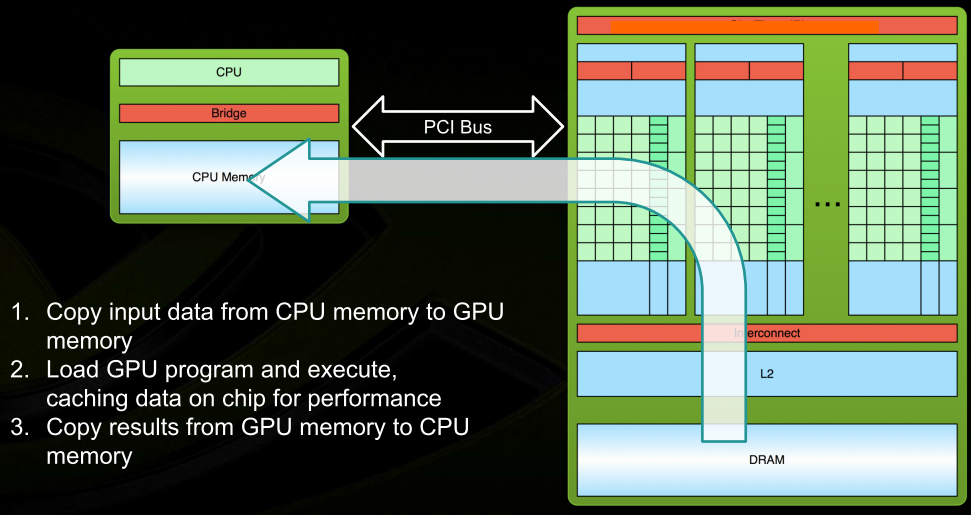 CPU
Bridge
CPU Memory
PCI Bus
...
Interconnect
L2
DRAM
1. Copy input data from CPU memory to GPU
memory
2. Load GPU program and execute,
caching data on chip for performance
3. Copy results from GPU memory to CPU
memory